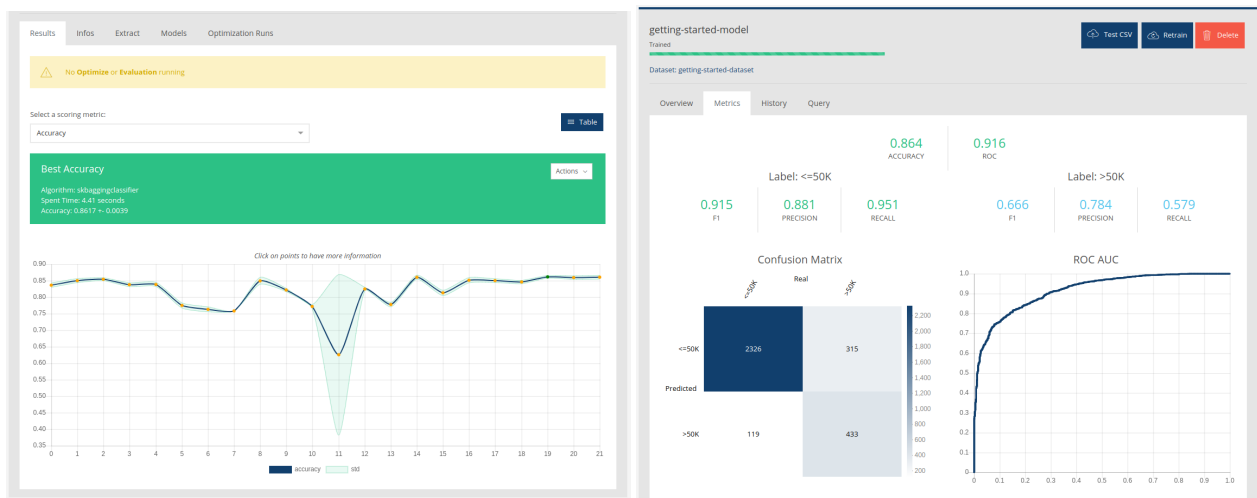 Results Infos Extract Models Optimization Runs
No Optimize or Evaluation running
Select a scoring metric:
Accuracy
Table
Best Accuracy
Actions
Algorithm: skbaggingclassifier
Spent Time: 4.41 seconds
Accuracy: 0.8617 +- 0.0039
Click on points to have more information
0.90
0.85
0.80
0.75
0.70
0.65
0.60
0.55
0.50
0.45
0.40
0.35
0 1 2 3 4 5 6 7 8 9 10 11 12 13 14 15 16 17 18 19 20 21
accuracy std
getting-started-model
Trained
Test CSV Retrain Delete
Dataset: getting-started-dataset
Overview Metrics History Query
0.864 0.916
ACCURACY ROC
Label: <=50K Label: >50K
0.915 0.881 0.951 0.666 0.784 0.579
F1 PRECISION RECALL F1 PRECISION RECALL
Confusion Matrix
Real
<=50K >50K
<=50K 2326 315
Predicted
>50K 119 433
2,200
2,000
1,800
1,600
1,400
1,200
1,000
800
600
400
200
ROC AUC
1.0
0.9
0.8
0.7
0.6
0.5
0.4
0.3
0.2
0.1
0
0 0.1 0.2 0.3 0.4 0.5 0.6 0.7 0.8 0.9 1.0